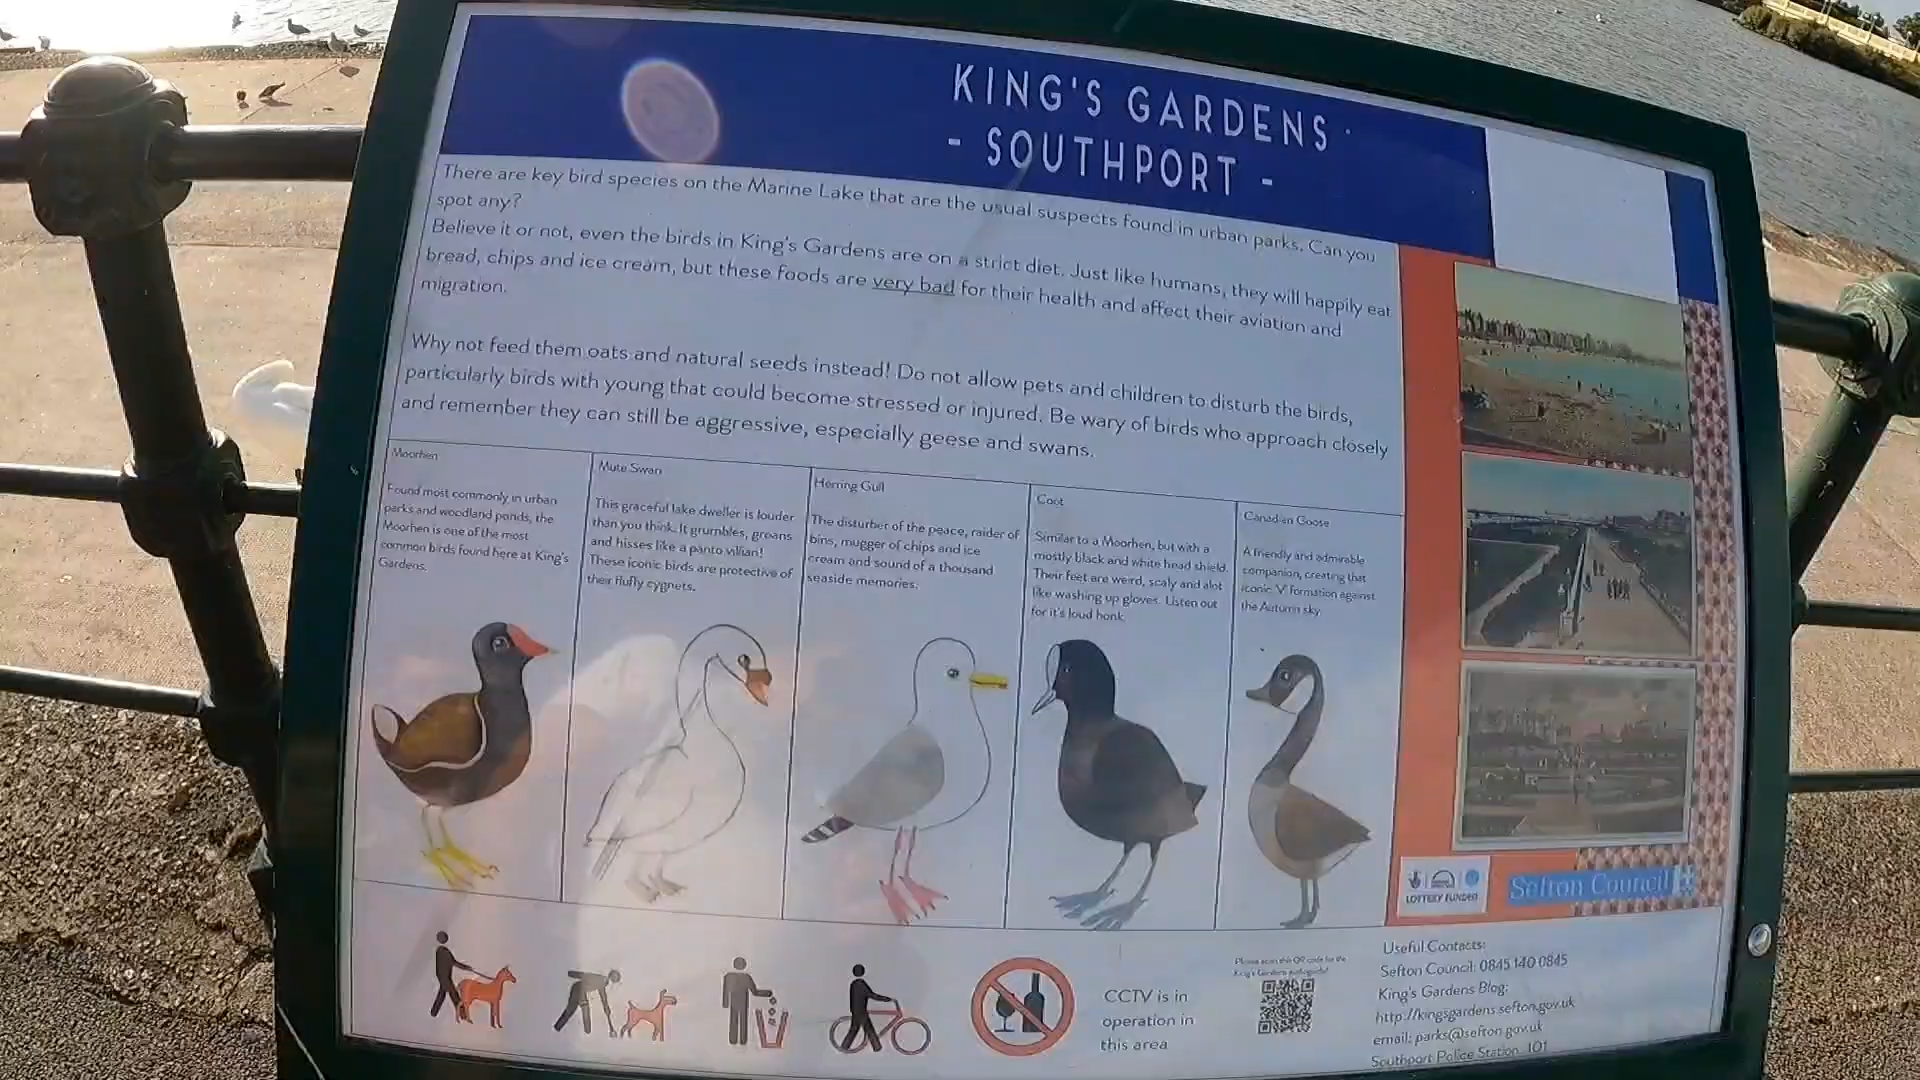 KING'S GARDENS
- SOUTHPORT -
There are key bird species on the Marine Lake that are the usual suspects found in urban parks. Can you
spot any?
Believe it or not, even the birds in King's Gardens are on a strict diet. Just like humans, they will happily eat
bread, chips and ice cream, but these foods are very bad for their health and affect their aviation and
migration.
Why not feed them oats and natural seeds instead! Do not allow pets and children to disturb the birds,
particularly birds with young that could become stressed or injured. Be wary of birds who approach closely
and remember they can still be aggressive, especially geese and swans.
Moorhen
Found most commonly in urban
parks and woodland ponds, the
Moorhen is one of the most
common birds found here at King's
Gardens.
Mute Swan
This graceful lake dweller is louder
than you think. It grumbles, groans
and hisses like a panto villian!
These iconic birds are protective of
their fluffy cygnets.
Herring Gull
The disturber of the peace, raider of
bins, mugger of chips and ice
cream and sound of a thousand
seaside memories.
Coot
Similar to a Moorhen, but with a
mostly black and white head shield.
Their feet are weird, scaly and alot
like washing up gloves. Listen out
for it's loud honk.
Canadian Goose
A friendly and admirable
companion, creating that
iconic 'V' formation against
the Autumn sky.
LOTTERY FUNDED
Sefton Council
CCTV is in
operation in
this area
Please scan this QR code for the
King's Gardens audioguide!
Useful Contacts:
Sefton Council: 0845 140 0845
King's Gardens Blog:
http://kingsgardens.sefton.gov.uk
email: parks@sefton.gov.uk
Southport Police Station 101